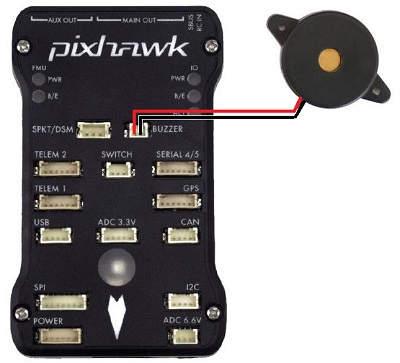 AUX OUT MAIN OUT SBUS
RC IN
pixhawk
FMU IO
PWR PWR
B/E B/E
SPKT/DSM BUZZER
TELEM 2 SWITCH SERIAL 4/5
TELEM 1 GPS
USB ADC 3.3V CAN
SPI I2C
POWER ADC 6.6V